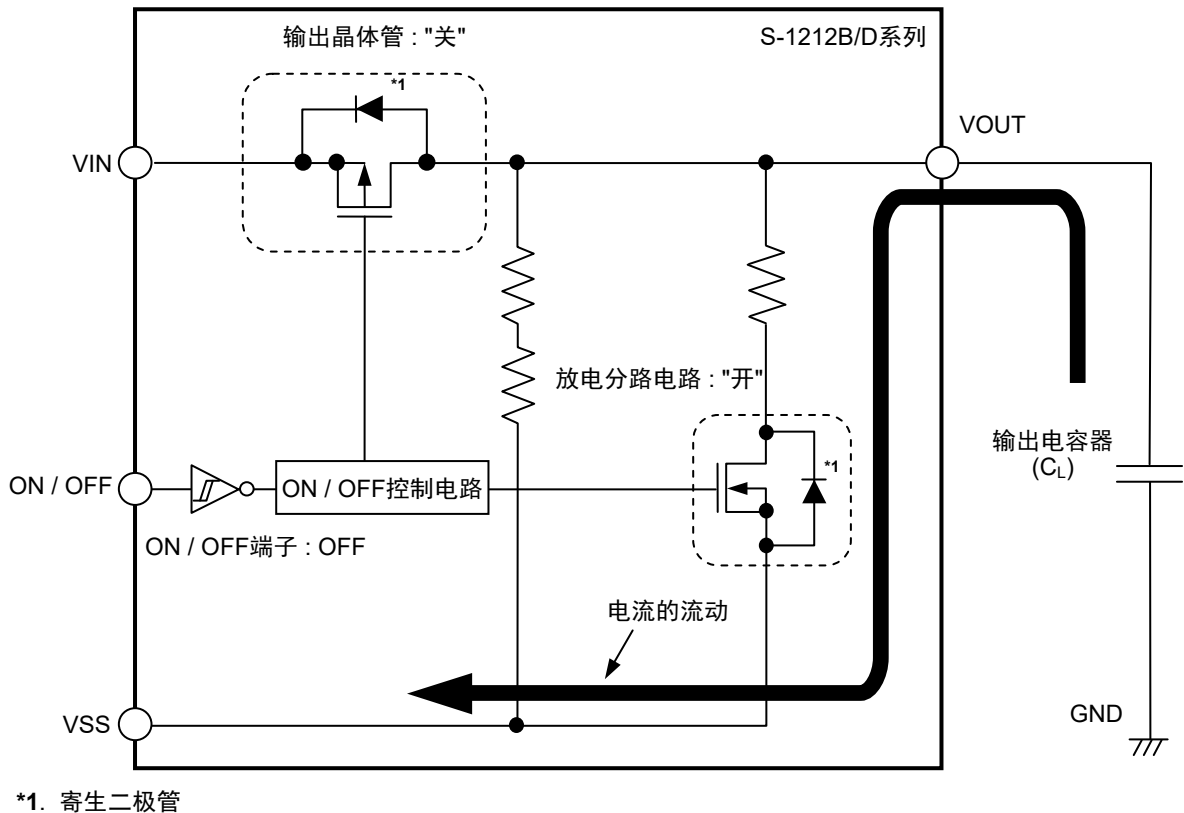 输出晶体管 : "关"
S-1212B/D系列
*1
VOUT
VIN
放电分路电路 : "开"
输出电容器
(CL)
*1
ON / OFF
ON / OFF控制电路
ON / OFF端子 : OFF
电流的流动
GND
VSS
*1. 寄生二极管